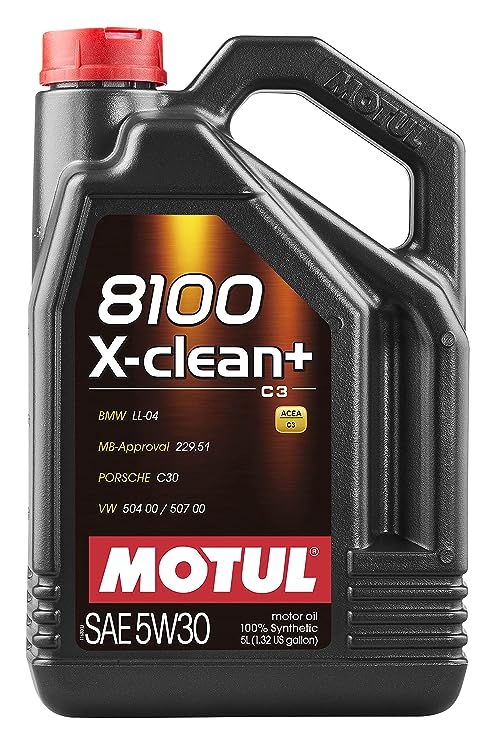 MOTUL
8100
X-clean+
C3
BMW LL-04
ACEA
C3
MB-Approval 229.51
PORSCHE C30
VW 504 00 / 507 00
MOTUL®
SAE 5W30
motor oil
100% Synthetic
5L (1.32 US gallon)